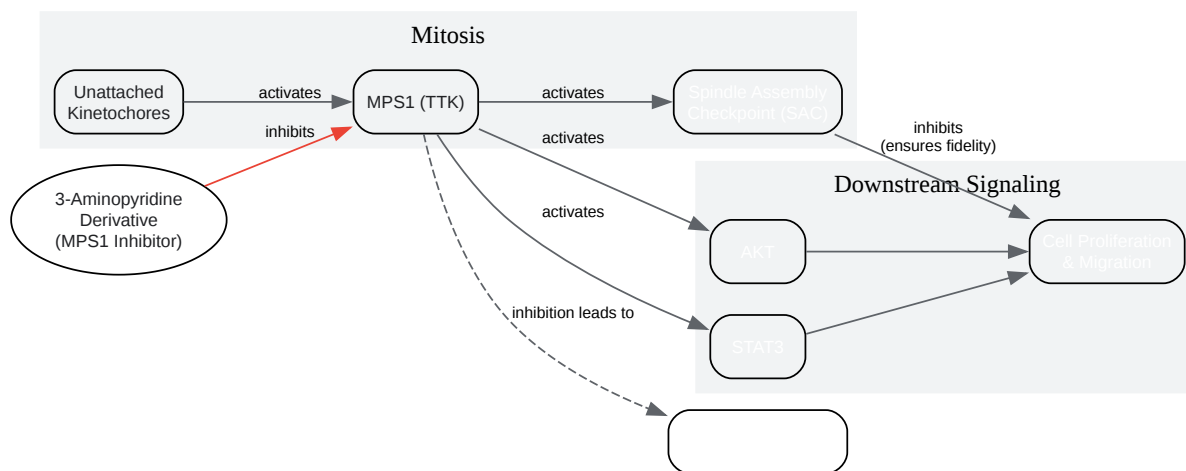 Mitosis
Unattached
Kinetochores
activates
MPS1 (TTK)
activates
Spindle Assembly
Checkpoint (SAC)
inhibits
activates
inhibits
(ensures fidelity)
3-Aminopyridine
Derivative
(MPS1 Inhibitor)
Downstream Signaling
activates
AKT
Cell Proliferation
& Migration
inhibition leads to
STAT3